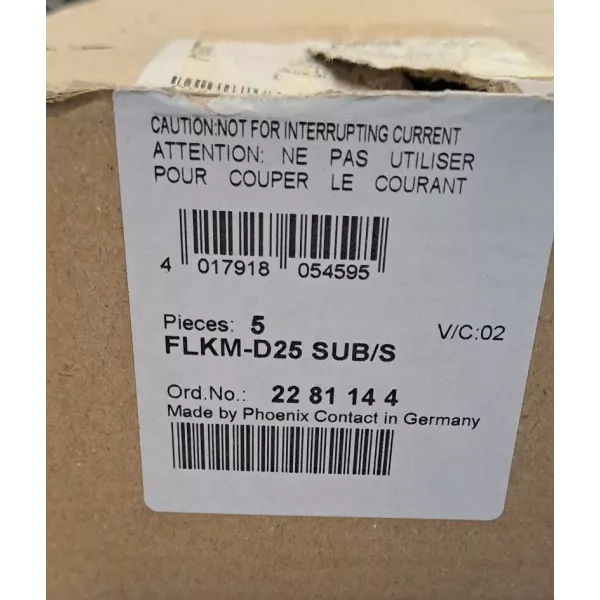 CAUTION:NOT FOR INTERRUPTING CURRENT
ATTENTION: NE PAS UTILISER
POUR COUPER LE COURANT
4 017918 054595
Pieces: 5 V/C:02
FLKM-D25 SUB/S
Ord.No.: 22 81 14 4
Made by Phoenix Contact in Germany